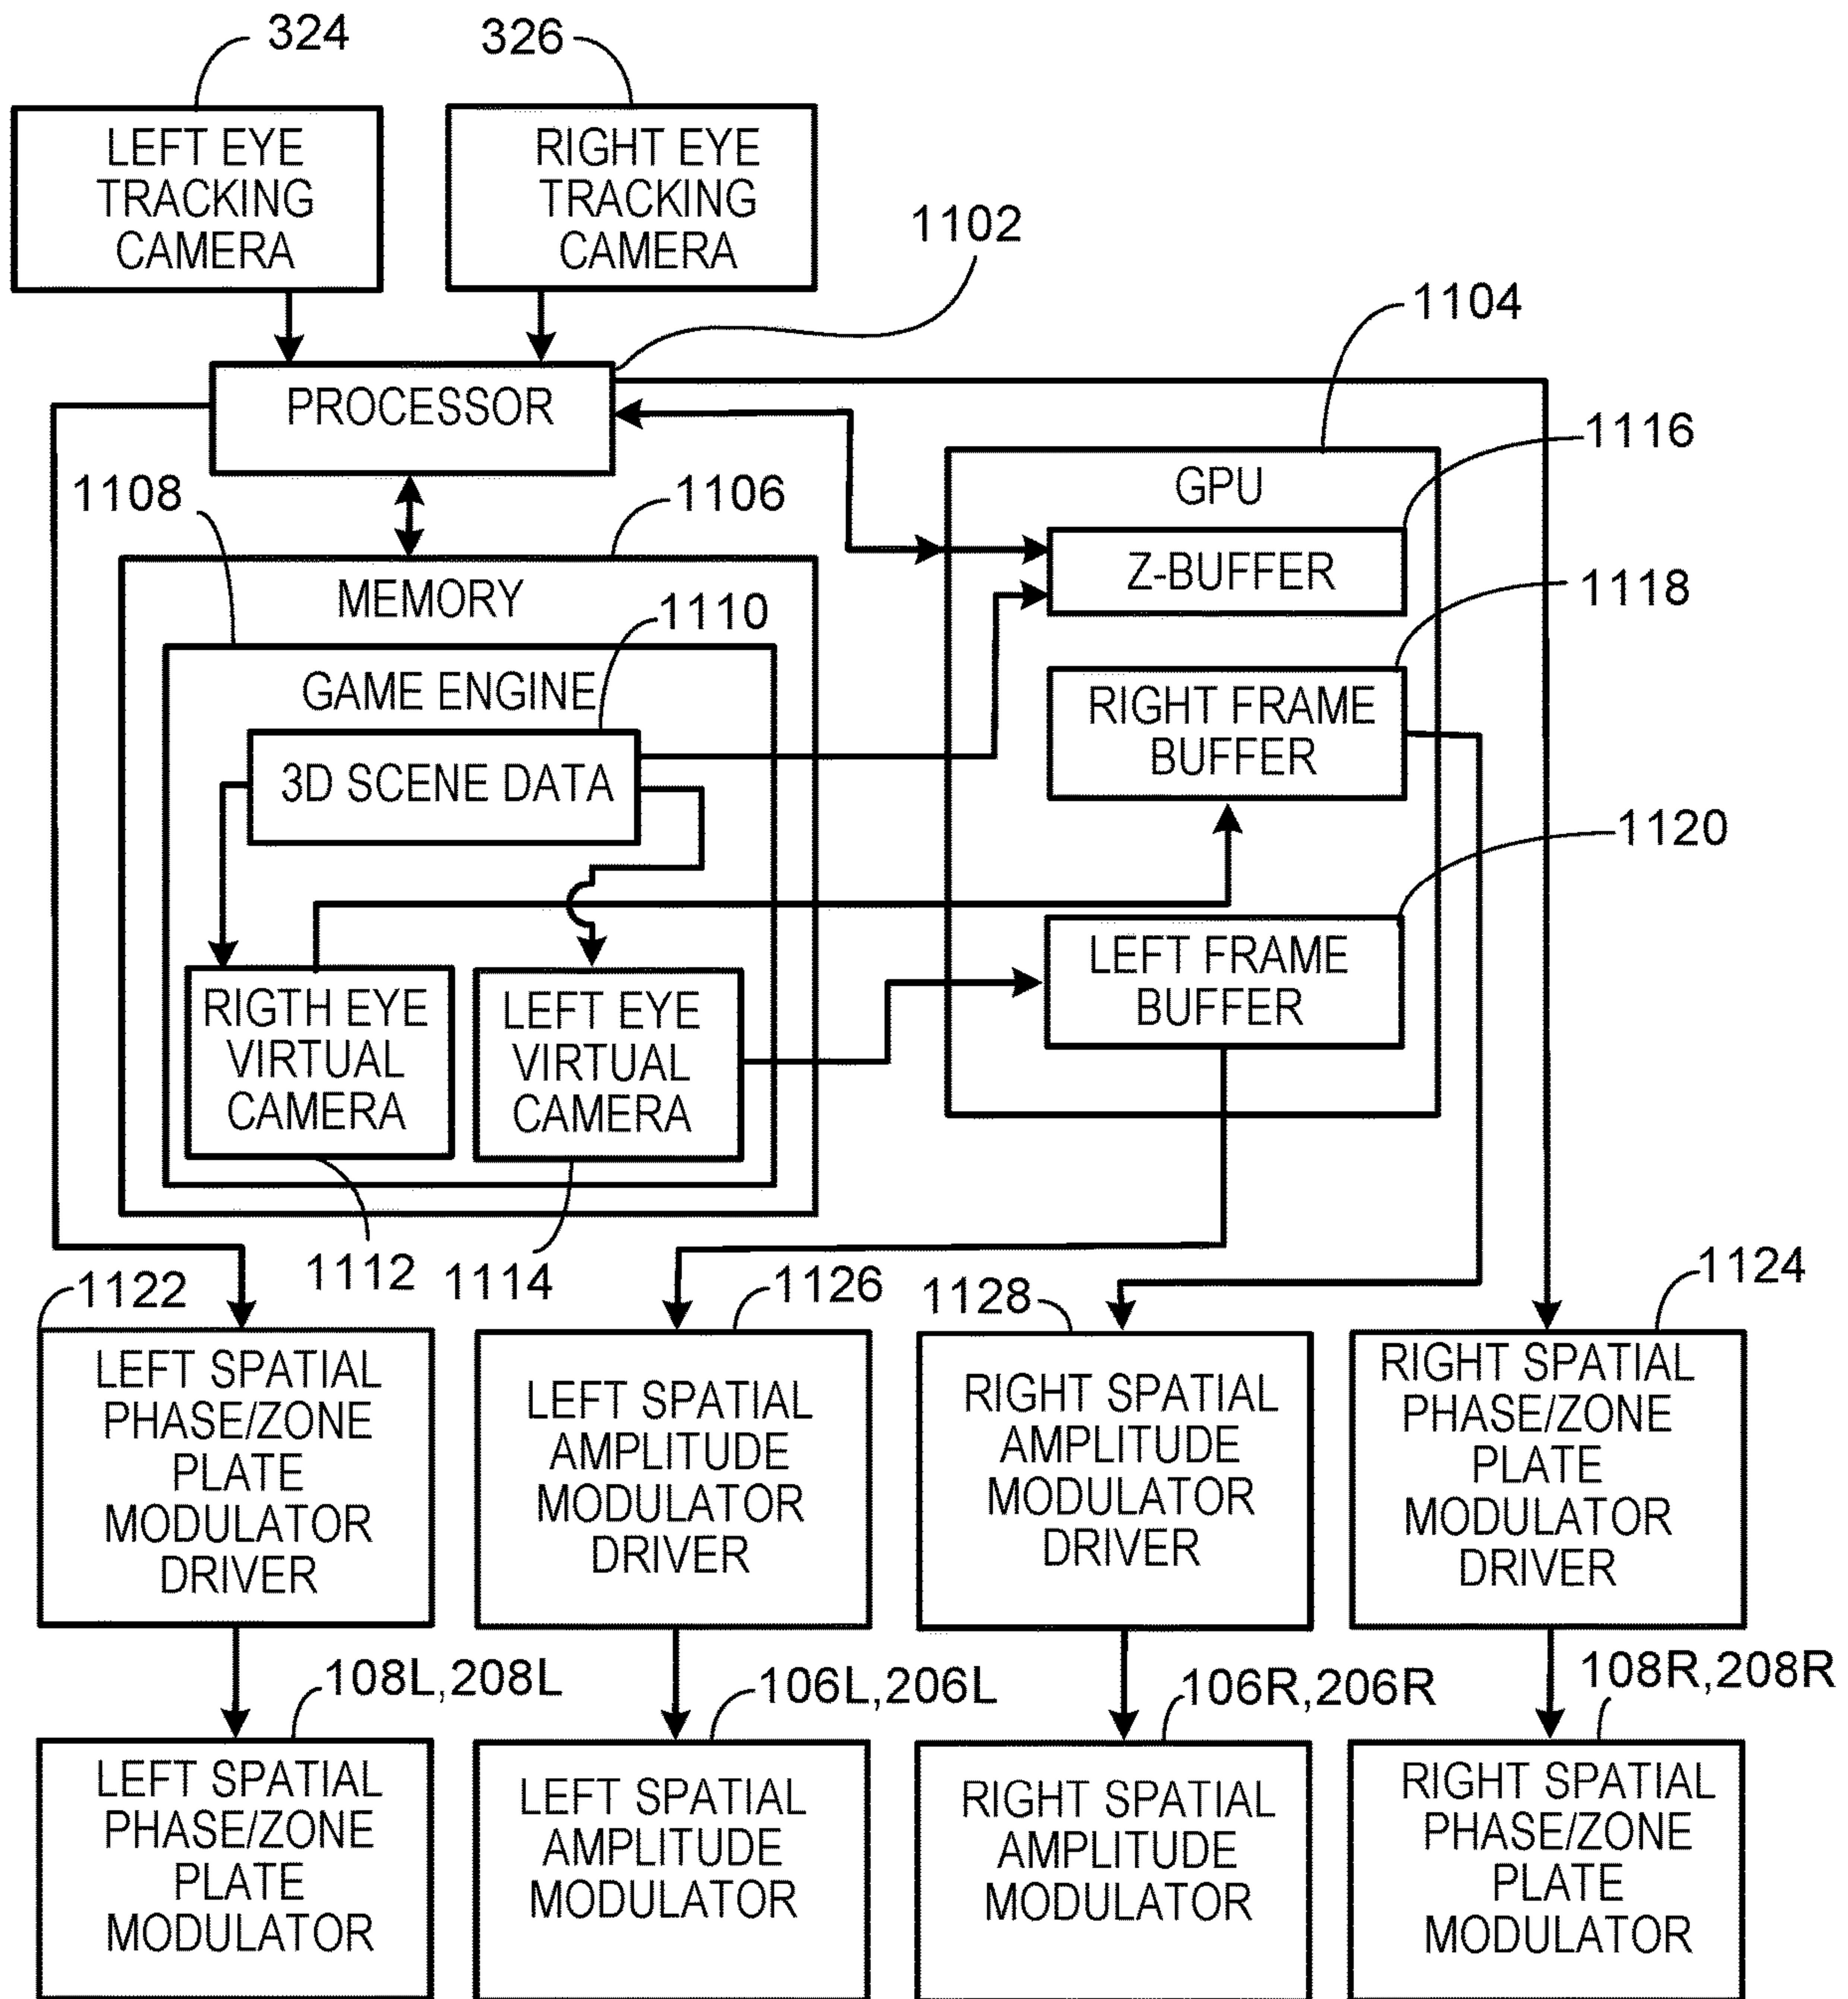 324
326
LEFT EYE
TRACKING
CAMERA
RIGHT EYE
TRACKING
CAMERA
1102
1104
PROCESSOR
1116
1108
1106
GPU
Z-BUFFER
MEMORY
1118
1110
GAME ENGINE
RIGHT FRAME
BUFFER
3D SCENE DATA
1120
LEFT FRAME
BUFFER
RIGTH EYE
VIRTUAL
CAMERA
LEFT EYE
VIRTUAL
CAMERA
1112
1114
1122
1126
1128
1124
LEFT SPATIAL
PHASE/ZONE
PLATE
MODULATOR
DRIVER
LEFT SPATIAL
AMPLITUDE
MODULATOR
DRIVER
RIGHT SPATIAL
AMPLITUDE
MODULATOR
DRIVER
RIGHT SPATIAL
PHASE/ZONE
PLATE
MODULATOR
DRIVER
108L,208L
106L,206L
106R,206R
108R,208R
LEFT SPATIAL
PHASE/ZONE
PLATE
MODULATOR
LEFT SPATIAL
AMPLITUDE
MODULATOR
RIGHT SPATIAL
AMPLITUDE
MODULATOR
RIGHT SPATIAL
PHASE/ZONE
PLATE
MODULATOR